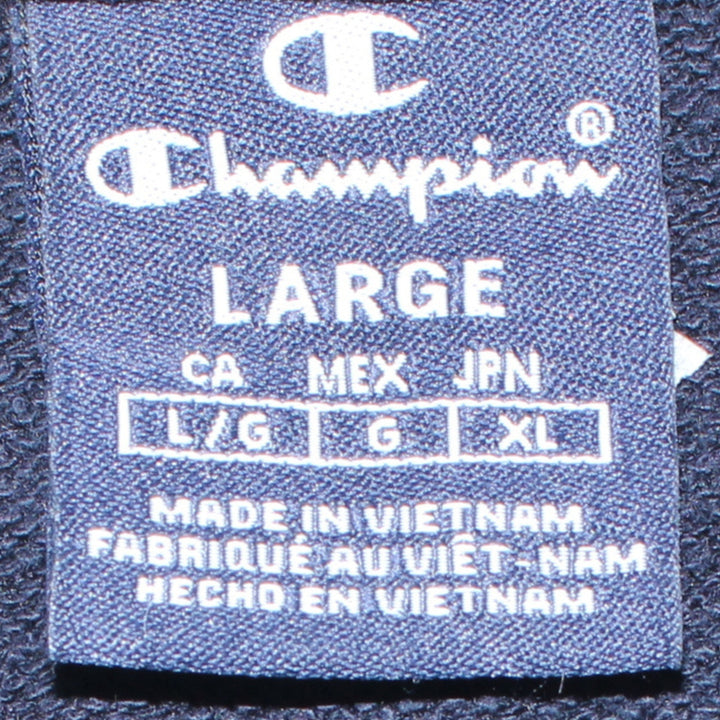 Champion®
LARGE
CA MEX JPN
L/G G XL
MADE IN VIETNAM
FABRIQUÉ AU VIÊT-NAM
HECHO EN VIETNAM